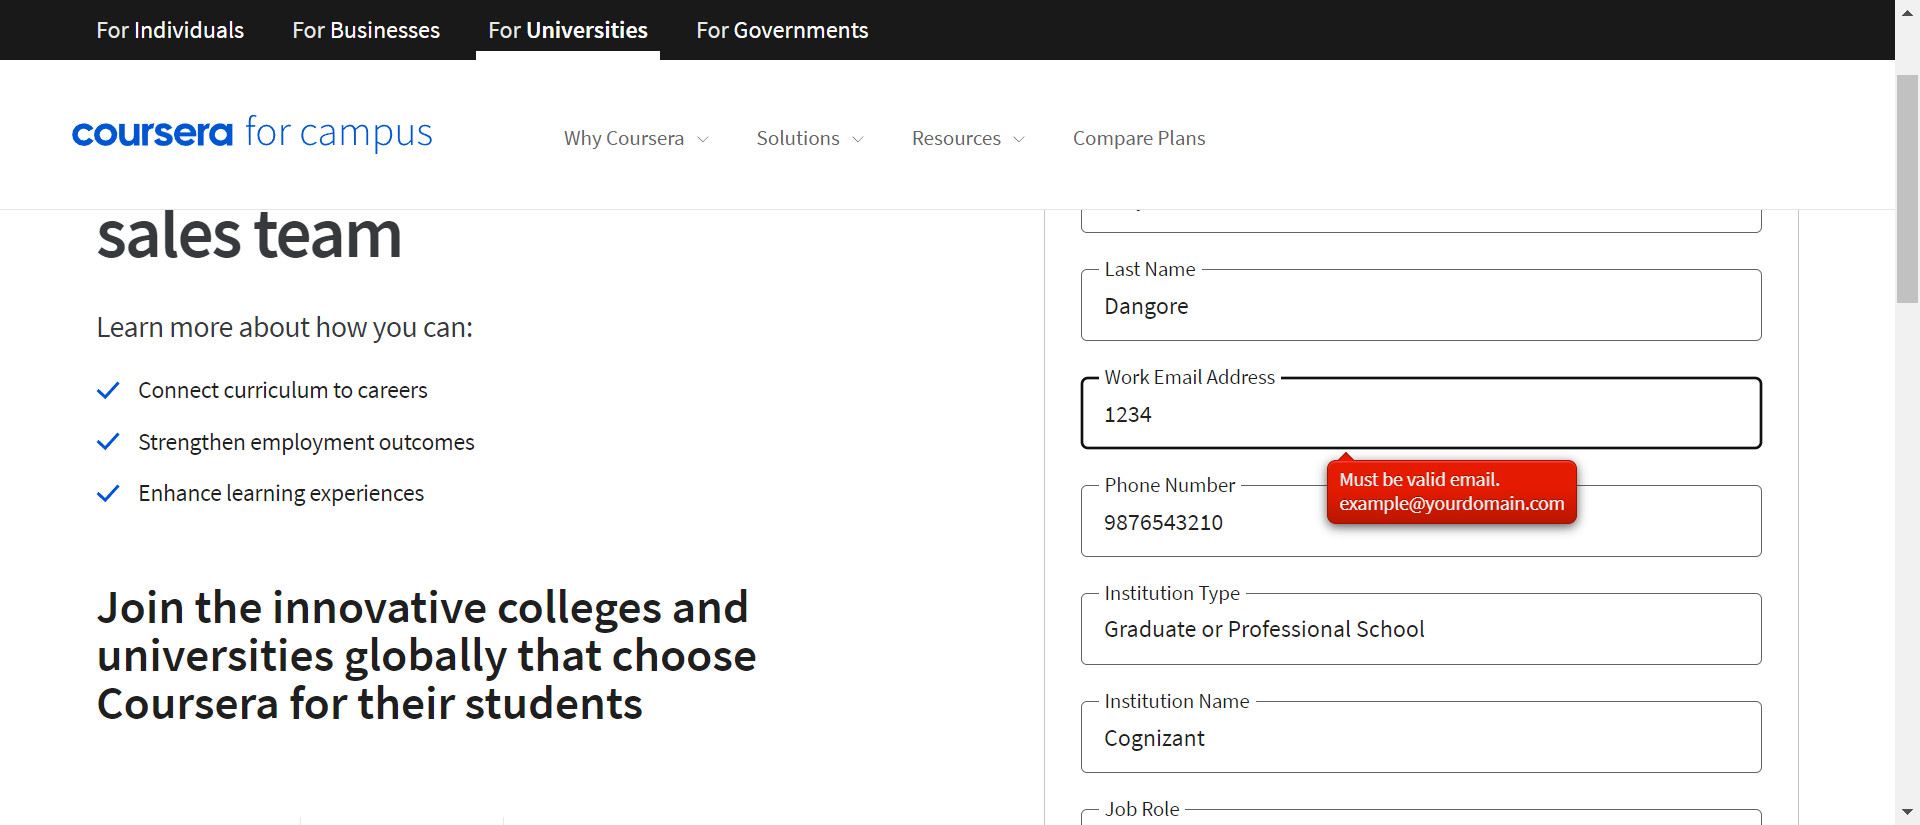 For Individuals
For Businesses
For Universities
For Governments
coursera for campus
Why Coursera
Solutions
Resources
Compare Plans
sales team
Learn more about how you can:
Connect curriculum to careers
Strengthen employment outcomes
Enhance learning experiences
Join the innovative colleges and
universities globally that choose
Coursera for their students
Last Name
Dangore
Work Email Address
1234
Must be valid email.
example@yourdomain.com
Phone Number
9876543210
Institution Type
Graduate or Professional School
Institution Name
Cognizant
Job Role